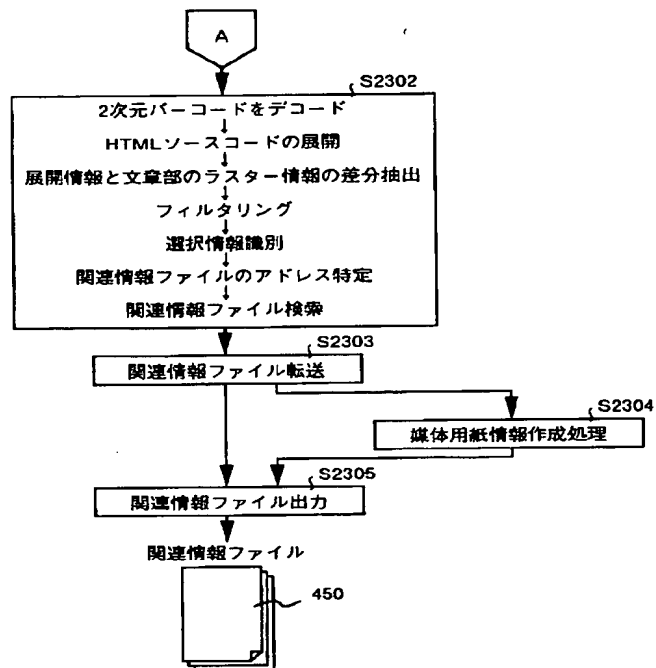 A
S2302
2次元バーコードをデコード
HTMLソースコードの展開
展開情報と文章部のラスター情報の差分抽出
フィルタリング
選択情報識別
関連情報ファイルのアドレス特定
関連情報ファイル検索
S2303
関連情報ファイル転送
S2304
媒体用紙情報作成処理
S2305
関連情報ファイル出力
関連情報ファイル
450